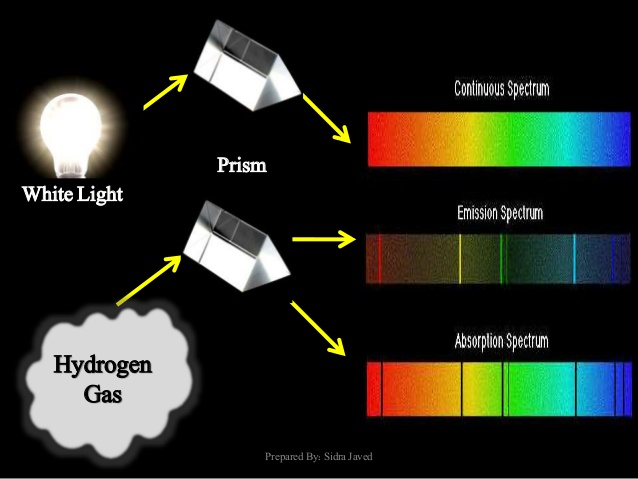 Continuous Spectrum
Prism
White Light
Emission Spectrum
Absorption Spectrum
Hydrogen
Gas
Prepared By: Sidra Javed